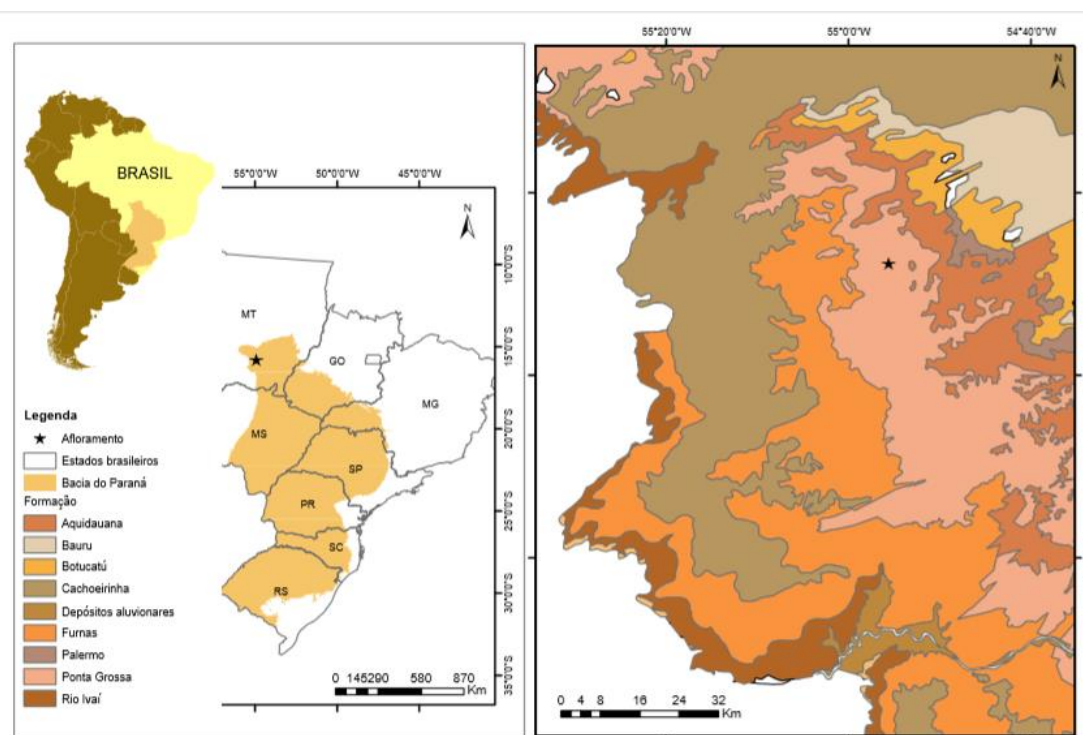 BRASIL
55°0'0"W 50°0'0"W 45°0'0"W
N
10°0'0"S
15°0'0"S
20°0'0"S
25°0'0"S
30°0'0"S
35°0'0"S
MT
GO
MG
MS
SP
PR
SC
RS
0 145290 580 870
Km
Legenda
Afloramento
Estados brasileiros
Bacia do Paraná
Formação
Aquidauana
Bauru
Botucatú
Cachoeirinha
Depósitos aluvionares
Furnas
Palermo
Ponta Grossa
Rio Ivaí
55°20'0"W 55°0'0"W 54°40'0"W
N
0 4 8 16 24 32
Km